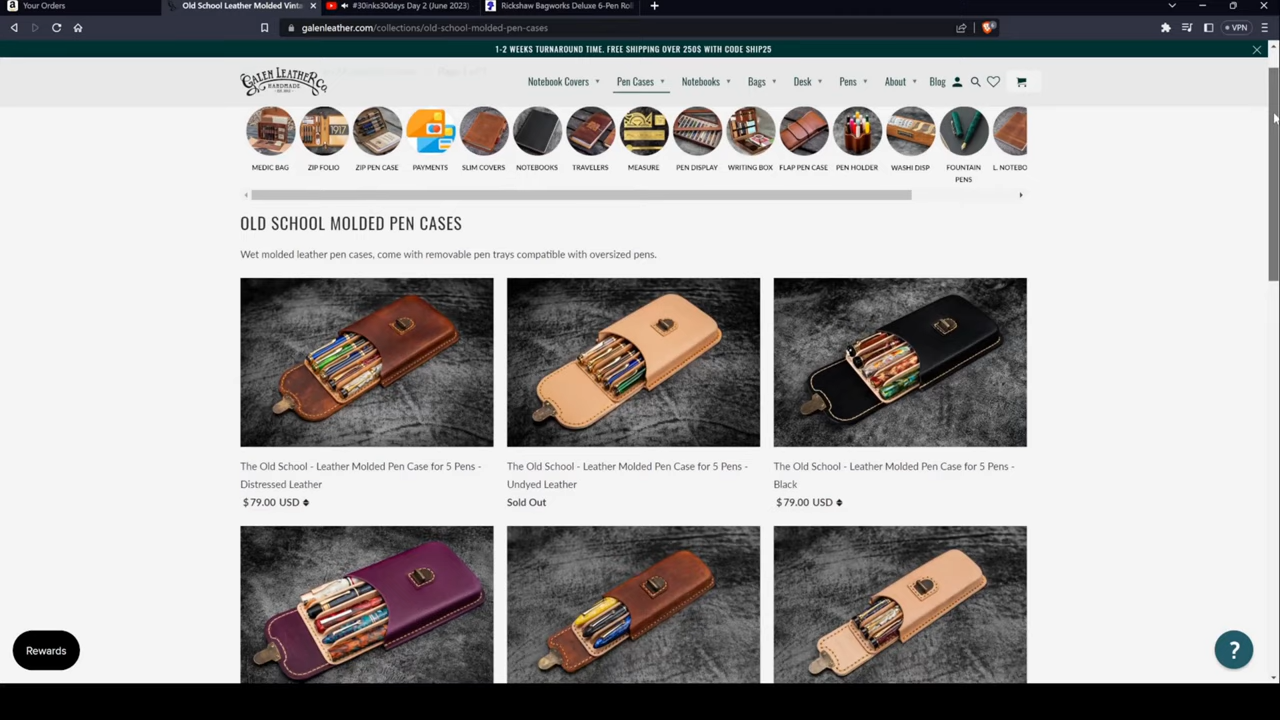 Your Orders
Old School Leather Molded Vinta
#30inks30days Day 2 (June 2023)
Rickshaw Bagworks Deluxe 6-Pen Roll
galenleather.com/collections/old-school-molded-pen-cases
VPN
1-2 WEEKS TURNAROUND TIME. FREE SHIPPING OVER 250$ WITH CODE SHIP25
GALEN LEATHER CO.
HANDMADE
Notebook Covers
Pen Cases
Notebooks
Bags
Desk
Pens
About
Blog
1917
MEDIC BAG
ZIP FOLIO
ZIP PEN CASE
PAYMENTS
SLIM COVERS
NOTEBOOKS
TRAVELERS
MEASURE
PEN DISPLAY
WRITING BOX
FLAP PEN CASE
PEN HOLDER
WASHI DISP
FOUNTAIN
PENS
L. NOTEBO
OLD SCHOOL MOLDED PEN CASES
Wet molded leather pen cases, come with removable pen trays compatible with oversized pens.
The Old School - Leather Molded Pen Case for 5 Pens -
Distressed Leather
$ 79.00 USD
The Old School - Leather Molded Pen Case for 5 Pens -
Undyed Leather
Sold Out
The Old School - Leather Molded Pen Case for 5 Pens -
Black
$ 79.00 USD
Rewards
?